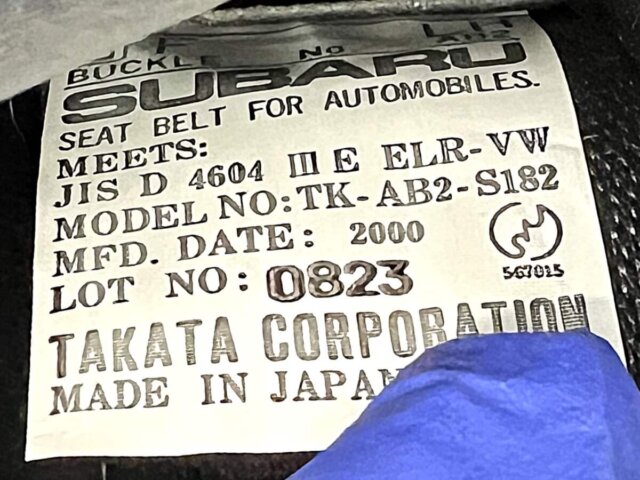 BUCKLE No
SUBARU
SEAT BELT FOR AUTOMOBILES.
MEETS:
JIS D 4604 III E ELR-VW
MODEL NO: TK-AB2-S182
MFD. DATE: 2000
567015
LOT NO: 0823
TAKATA CORPORATION
MADE IN JAPAN